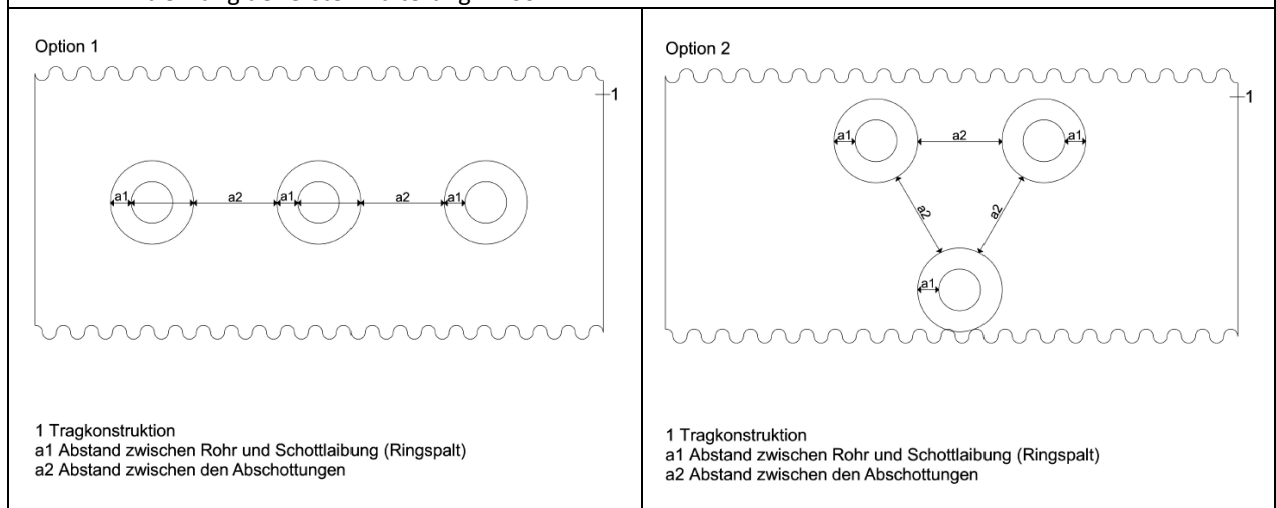 Option 1
1
a1
a2
a1
a2
a1
1 Tragkonstruktion
a1 Abstand zwischen Rohr und Schottlaibung (Ringspalt)
a2 Abstand zwischen den Abschottungen
Option 2
1
a1
a2
a1
a2
a2
a1
1 Tragkonstruktion
a1 Abstand zwischen Rohr und Schottlaibung (Ringspalt)
a2 Abstand zwischen den Abschottungen